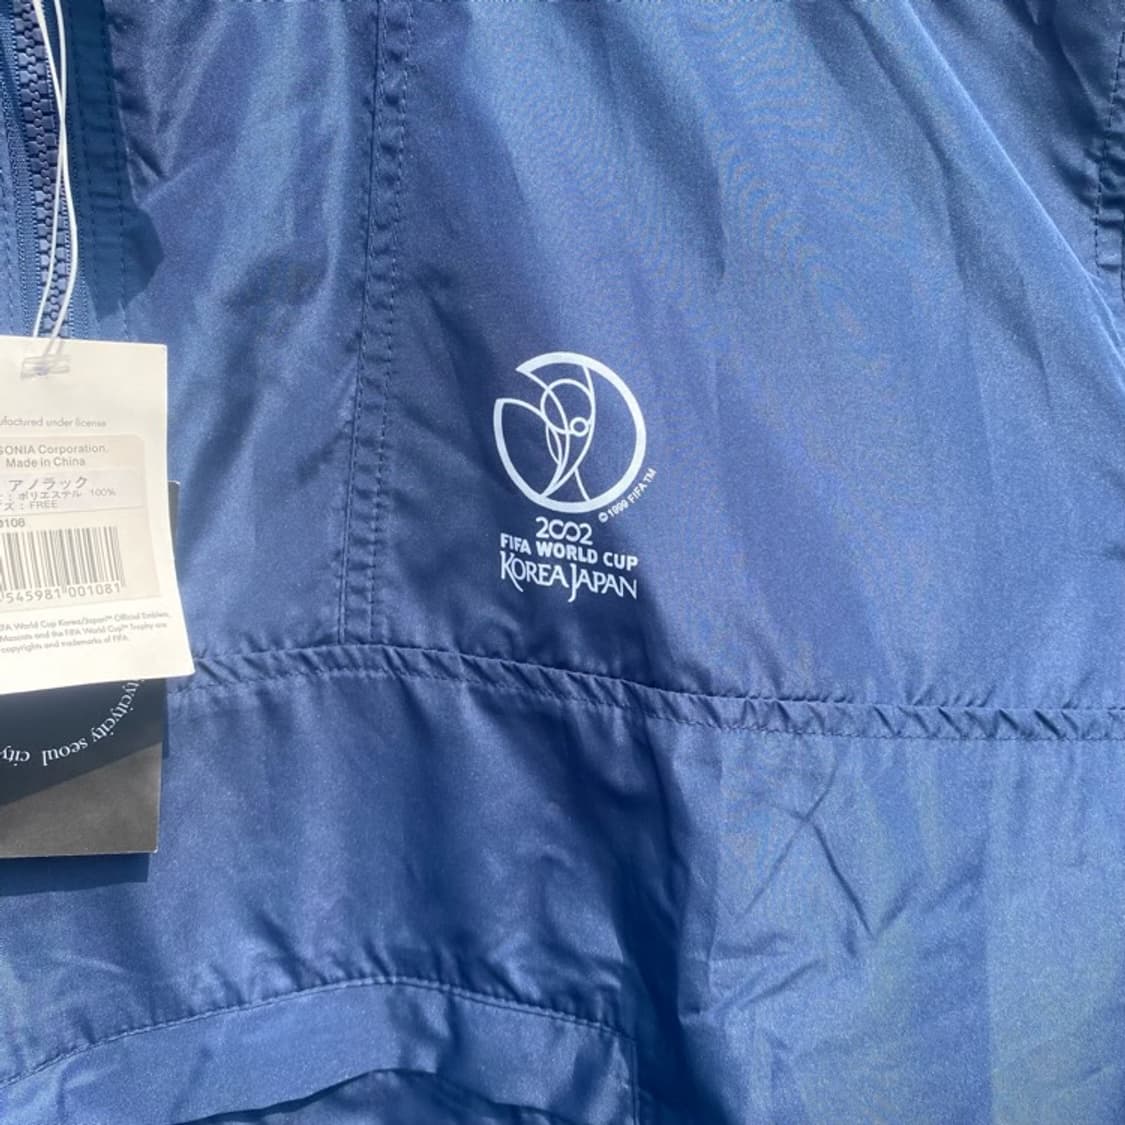 ufactured under license
SONIA Corporation.
Made in China
アノラック
: ポリエステル 100%
ズ : FREE
0108
545981 001081
FA World Cup Korea/Japan™ Official Emblem,
Mascots and the FIFA World Cup™ Trophy are
copyrights and trademarks of FIFA.
itycitycity seoul city
© 1999 FIFA TM
2002
FIFA WORLD CUP
KOREA JAPAN